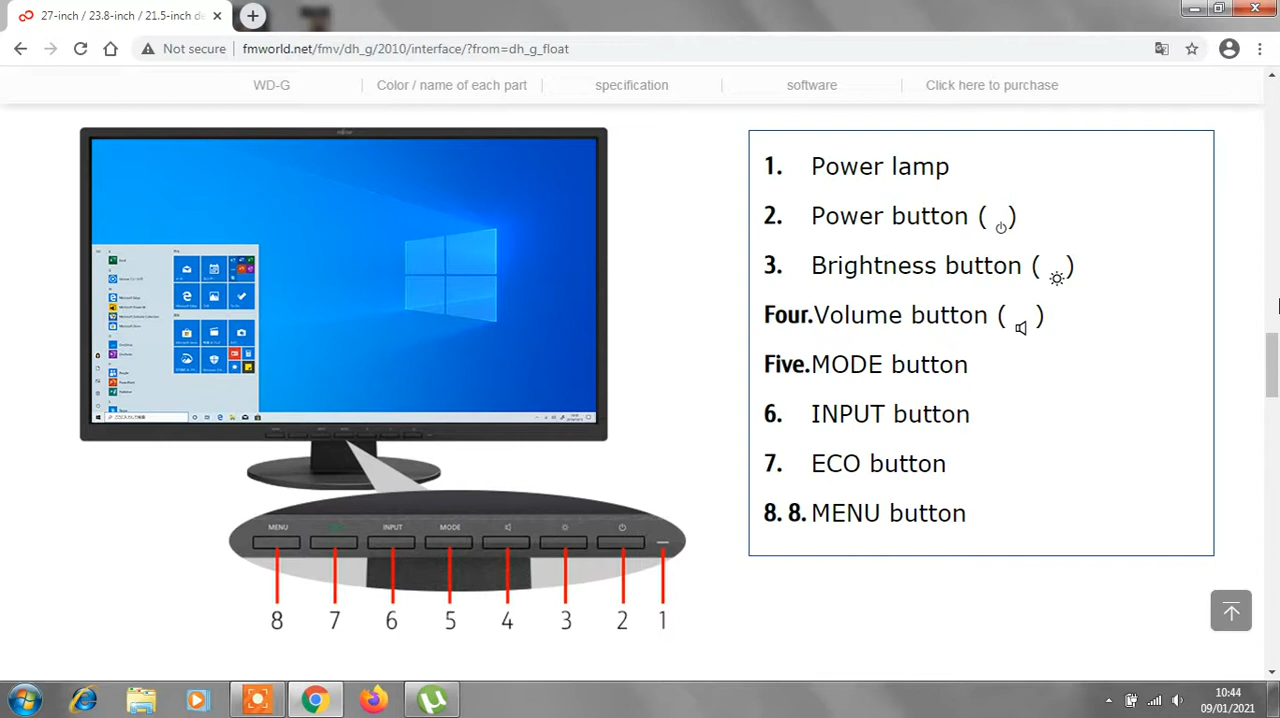 27-inch / 23.8-inch / 21.5-inch de
Not secure
fmworld.net/fmv/dh_g/2010/interface/?from=dh_g_float
WD-G
Color / name of each part
specification
software
Click here to purchase
1. Power lamp
2. Power button ( )
3. Brightness button ( )
Four.Volume button ( )
Five.MODE button
6. INPUT button
7. ECO button
8. 8. MENU button
MENU
INPUT
MODE
8 7 6 5 4 3 2 1
10:44
09/01/2021